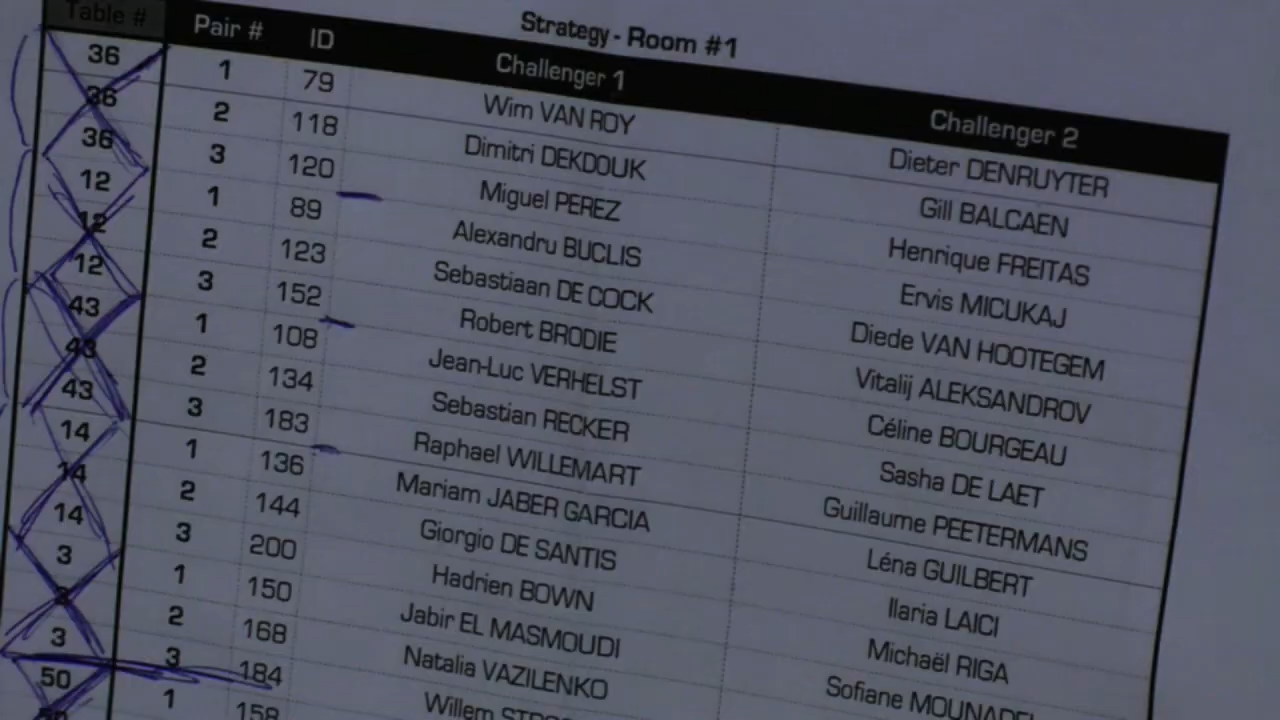 Strategy - Room #1
Table # Pair # ID Challenger 1 Challenger 2
36 1 79 Wim VAN ROY Dieter DENRUYTER
36 2 118 Dimitri DEKDOUK Gill BALCAEN
36 3 120 Miguel PEREZ Henrique FREITAS
12 1 89 Alexandru BUCLIS Ervis MICUKAJ
12 2 123 Sebastiaan DE COCK Diede VAN HOOTEGEM
12 3 152 Robert BRODIE Vitalij ALEKSANDROV
43 1 108 Jean-Luc VERHELST Céline BOURGEAU
43 2 134 Sebastian RECKER Sasha DE LAET
43 3 183 Raphael WILLEMART Guillaume PEETERMANS
14 1 136 Mariam JABER GARCIA Léna GUILBERT
14 2 144 Giorgio DE SANTIS Ilaria LAICI
14 3 200 Hadrien BOWN Michaël RIGA
3 1 150 Jabir EL MASMOUDI Sofiane
3 2 168 Natalia VAZILENKO
3 3 184 Willem
50 1 158